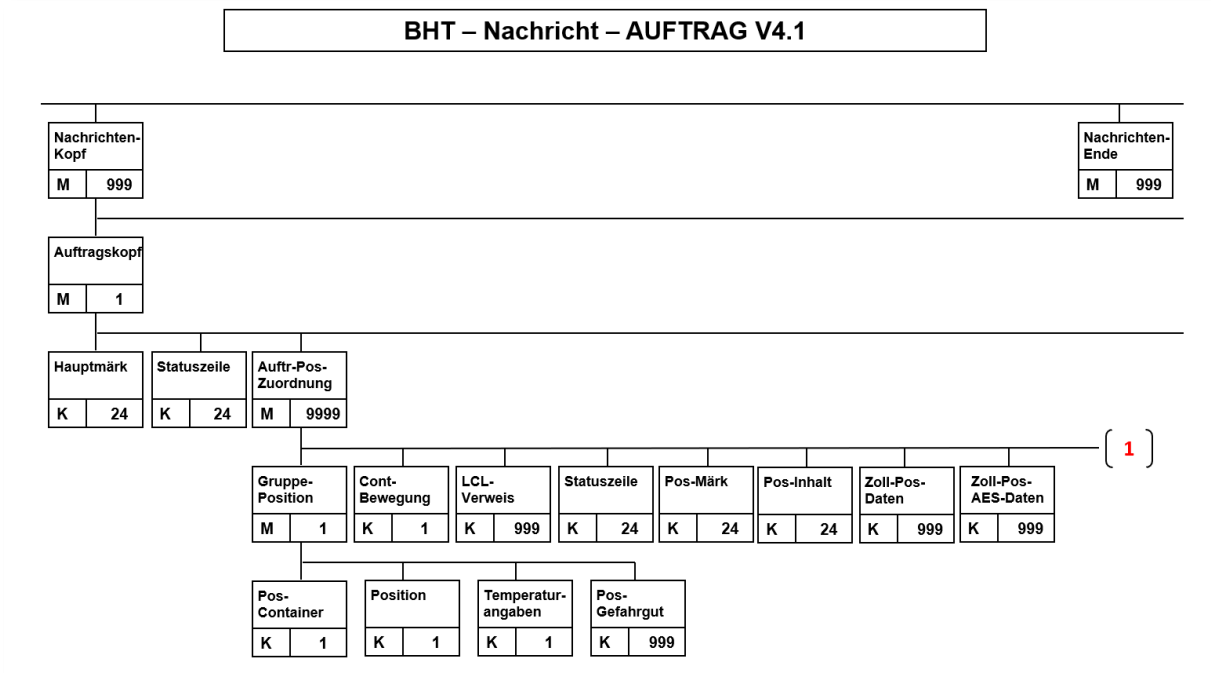 BHT – Nachricht – AUFTRAG V4.1
Nachrichten-
Kopf
M 999
Nachrichten-
Ende
M 999
Auftragskopf
M 1
Hauptmärk
K 24
Statuszeile
K 24
Auftr-Pos-
Zuordnung
M 9999
1
Gruppe-
Position
M 1
Cont-
Bewegung
K 1
LCL-
Verweis
K 999
Statuszeile
K 24
Pos-Märk
K 24
Pos-Inhalt
K 24
Zoll-Pos-
Daten
K 999
Zoll-Pos-
AES-Daten
K 999
Pos-
Container
K 1
Position
K 1
Temperatur-
angaben
K 1
Pos-
Gefahrgut
K 999